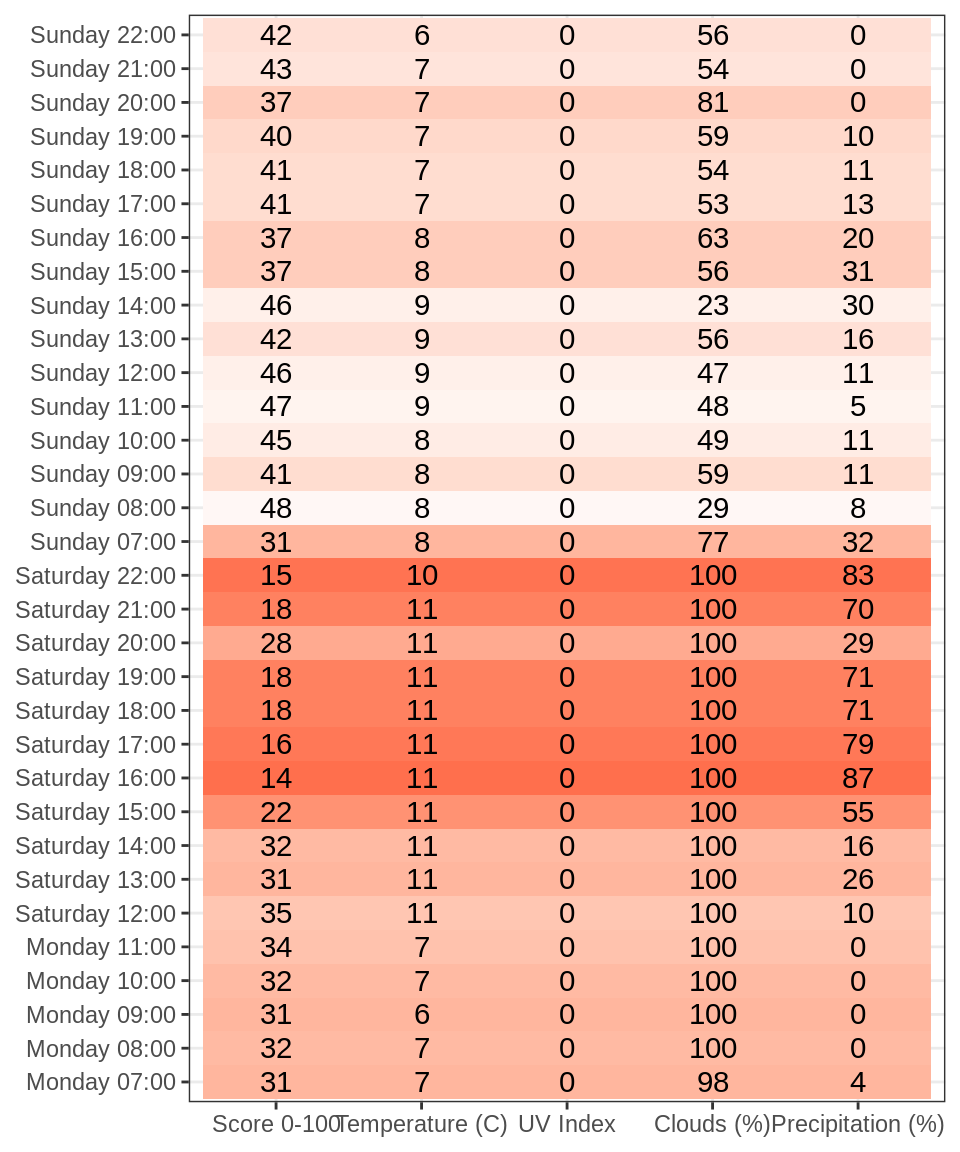 Sunday 22:00 42 6 0 56 0
Sunday 21:00 43 7 0 54 0
Sunday 20:00 37 7 0 81 0
Sunday 19:00 40 7 0 59 10
Sunday 18:00 41 7 0 54 11
Sunday 17:00 41 7 0 53 13
Sunday 16:00 37 8 0 63 20
Sunday 15:00 37 8 0 56 31
Sunday 14:00 46 9 0 23 30
Sunday 13:00 42 9 0 56 16
Sunday 12:00 46 9 0 47 11
Sunday 11:00 47 9 0 48 5
Sunday 10:00 45 8 0 49 11
Sunday 09:00 41 8 0 59 11
Sunday 08:00 48 8 0 29 8
Sunday 07:00 31 8 0 77 32
Saturday 22:00 15 10 0 100 83
Saturday 21:00 18 11 0 100 70
Saturday 20:00 28 11 0 100 29
Saturday 19:00 18 11 0 100 71
Saturday 18:00 18 11 0 100 71
Saturday 17:00 16 11 0 100 79
Saturday 16:00 14 11 0 100 87
Saturday 15:00 22 11 0 100 55
Saturday 14:00 32 11 0 100 16
Saturday 13:00 31 11 0 100 26
Saturday 12:00 35 11 0 100 10
Monday 11:00 34 7 0 100 0
Monday 10:00 32 7 0 100 0
Monday 09:00 31 6 0 100 0
Monday 08:00 32 7 0 100 0
Monday 07:00 31 7 0 98 4
Score 0-100 Temperature (C) UV Index Clouds (%) Precipitation (%)